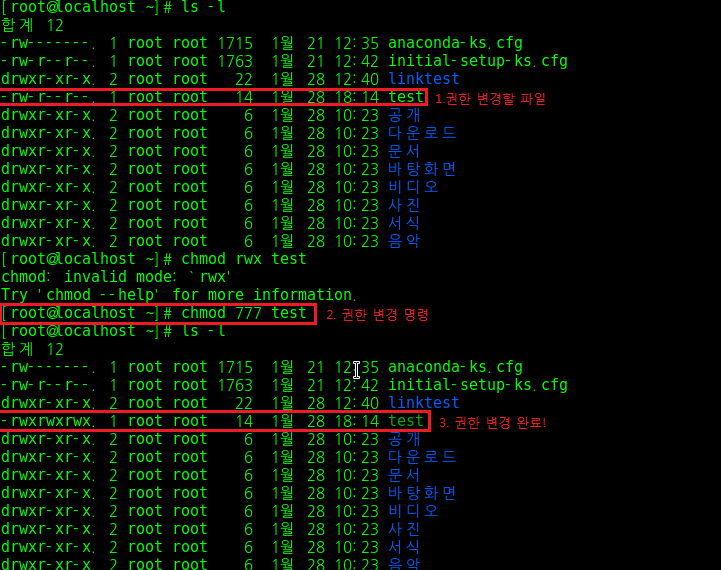 [root@localhost ~]# ls -l
합계 12
-rw-------. 1 root root 1715  1월 21 12:35 anaconda-ks.cfg
-rw-r--r--. 1 root root 1763  1월 21 12:42 initial-setup-ks.cfg
drwxr-xr-x. 2 root root   22  1월 28 12:40 linktest
-rw-r--r--. 1 root root   14  1월 28 18:14 test 1.권한 변경할 파일
drwxr-xr-x. 2 root root    6  1월 28 10:23 공개
drwxr-xr-x. 2 root root    6  1월 28 10:23 다운로드
drwxr-xr-x. 2 root root    6  1월 28 10:23 문서
drwxr-xr-x. 2 root root    6  1월 28 10:23 바탕화면
drwxr-xr-x. 2 root root    6  1월 28 10:23 비디오
drwxr-xr-x. 2 root root    6  1월 28 10:23 사진
drwxr-xr-x. 2 root root    6  1월 28 10:23 서식
drwxr-xr-x. 2 root root    6  1월 28 10:23 음악
[root@localhost ~]# chmod rwx test
chmod: invalid mode: `rwx'
Try 'chmod --help' for more information.
[root@localhost ~]# chmod 777 test 2. 권한 변경 명령
[root@localhost ~]# ls -l
합계 12
-rw-------. 1 root root 1715  1월 21 12:35 anaconda-ks.cfg
-rw-r--r--. 1 root root 1763  1월 21 12:42 initial-setup-ks.cfg
drwxr-xr-x. 2 root root   22  1월 28 12:40 linktest
-rwxrwxrwx. 1 root root   14  1월 28 18:14 test 3. 권한 변경 완료!
drwxr-xr-x. 2 root root    6  1월 28 10:23 공개
drwxr-xr-x. 2 root root    6  1월 28 10:23 다운로드
drwxr-xr-x. 2 root root    6  1월 28 10:23 문서
drwxr-xr-x. 2 root root    6  1월 28 10:23 바탕화면
drwxr-xr-x. 2 root root    6  1월 28 10:23 비디오
drwxr-xr-x. 2 root root    6  1월 28 10:23 사진
drwxr-xr-x. 2 root root    6  1월 28 10:23 서식
drwxr-xr-x. 2 root root    6  1월 28 10:23 음악